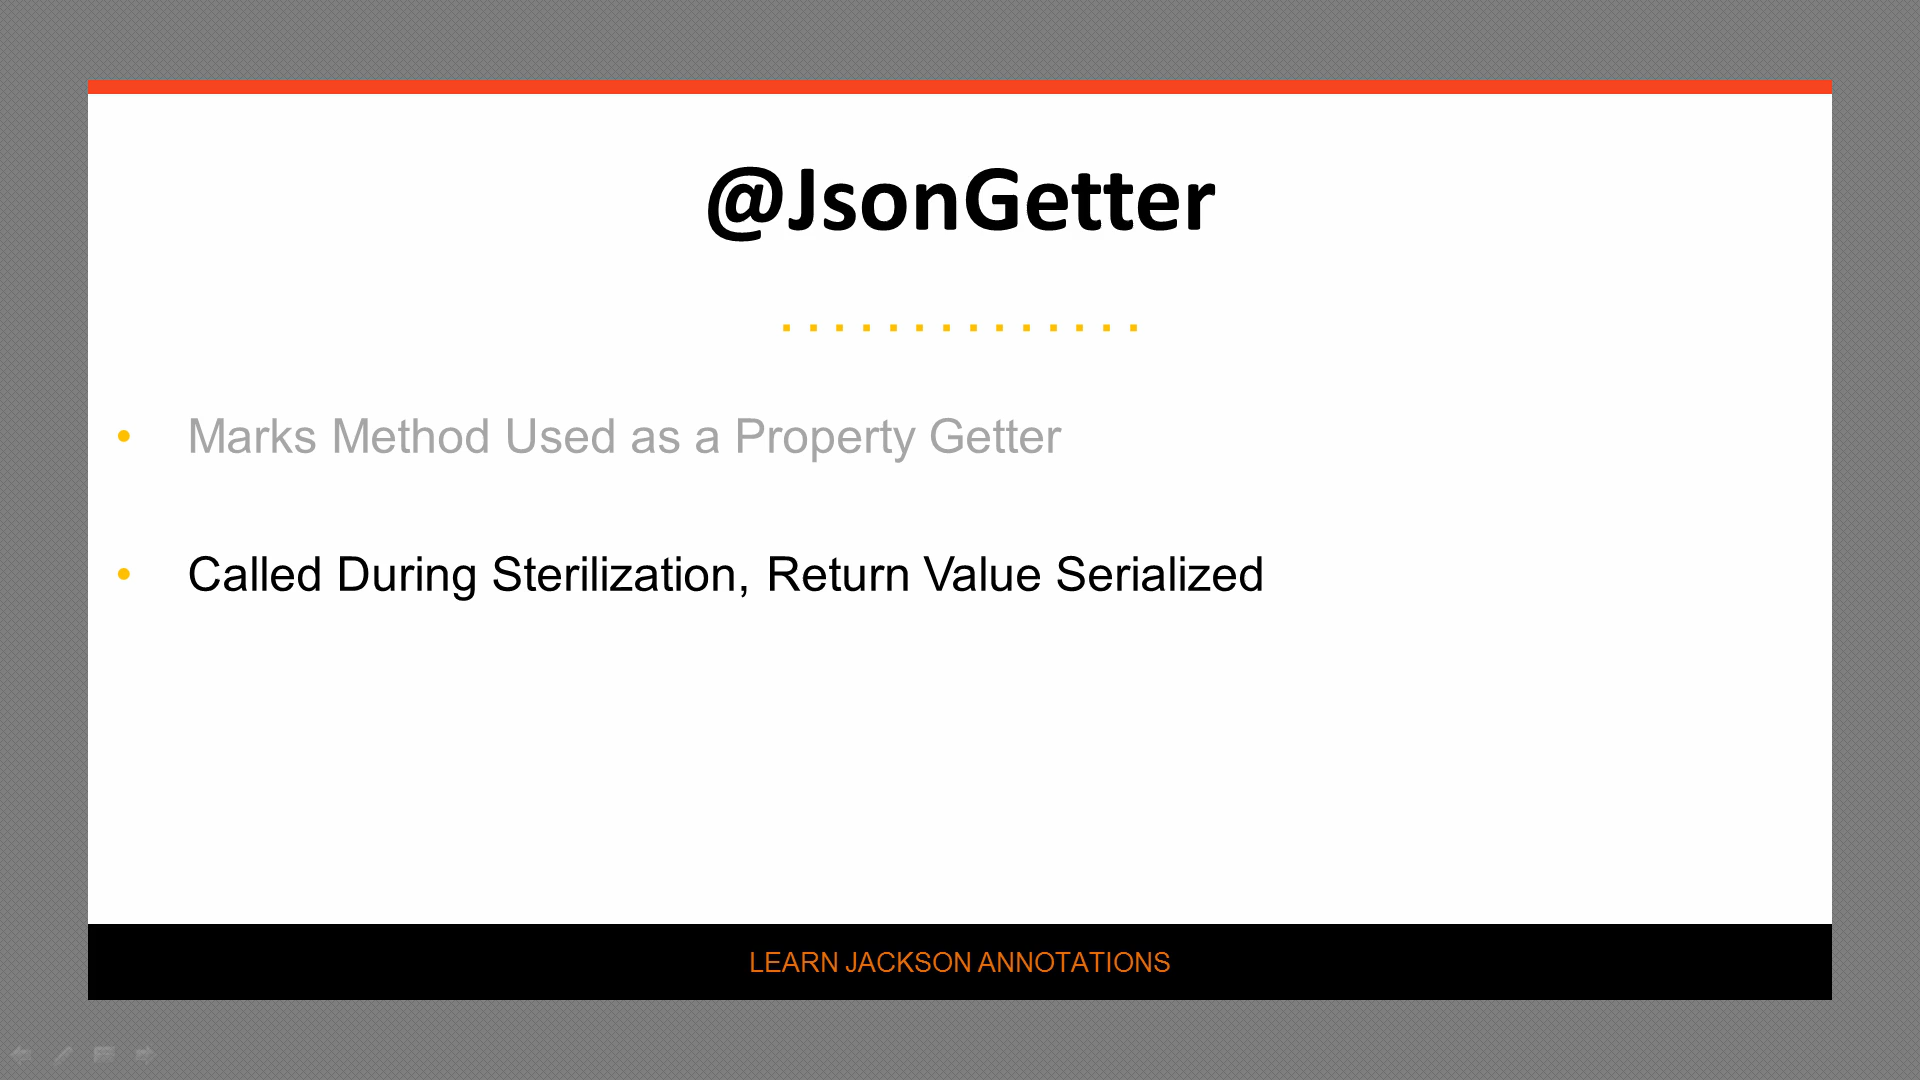 @JsonGetter
• Marks Method Used as a Property Getter
• Called During Sterilization, Return Value Serialized
LEARN JACKSON ANNOTATIONS